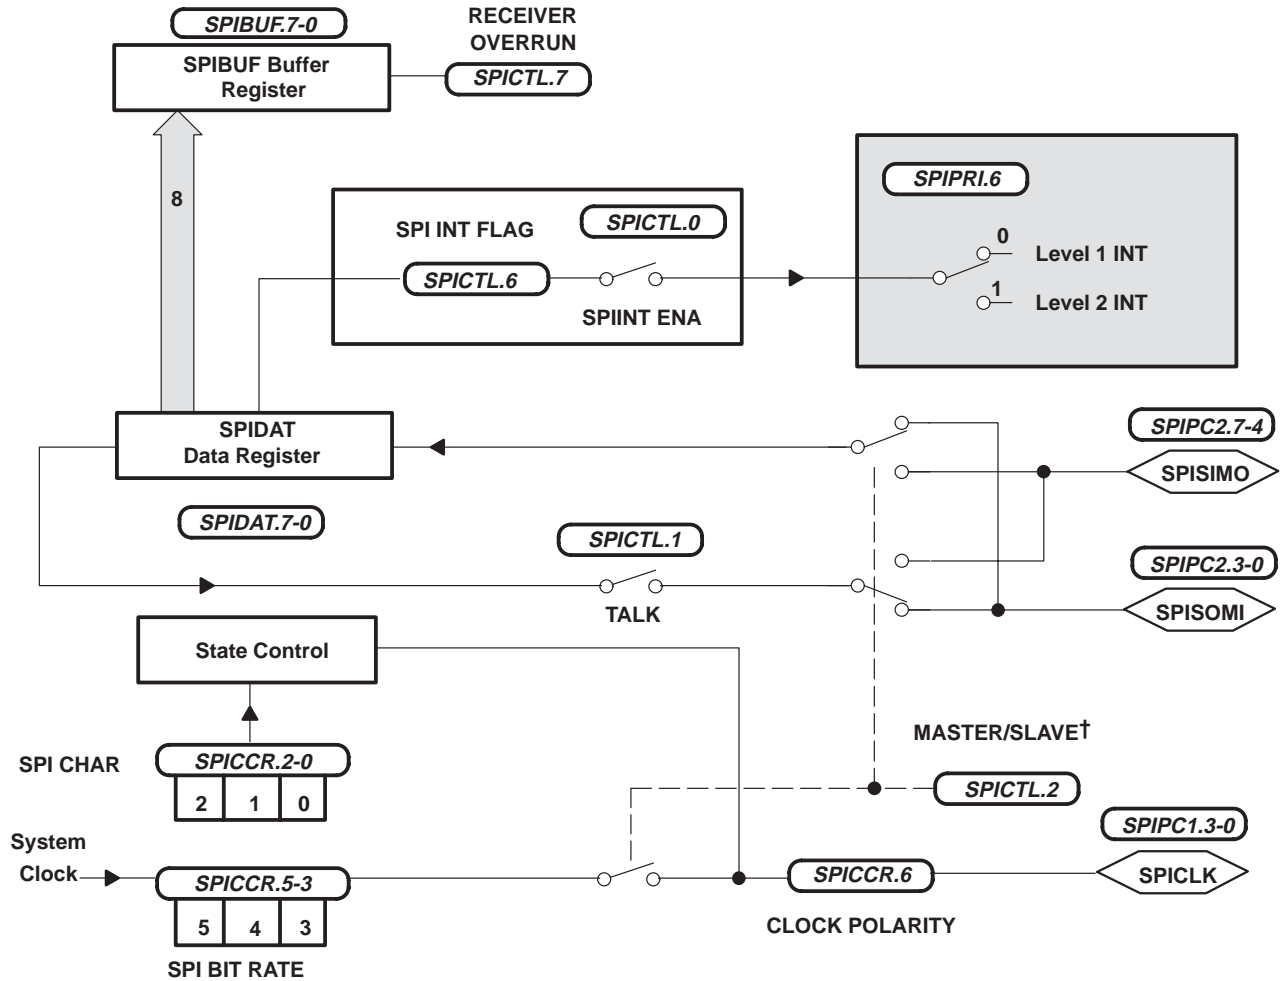 SPIBUF.7-0
RECEIVER
OVERRUN
SPIBUF Buffer
Register
SPICTL.7
8
SPIPRI.6
SPI INT FLAG
SPICTL.0
0
Level 1 INT
SPICTL.6
1
Level 2 INT
SPIINT ENA
SPIDAT
Data Register
SPIPC2.7-4
SPISIMO
SPIDAT.7-0
SPICTL.1
SPIPC2.3-0
TALK
SPISOMI
State Control
MASTER/SLAVE†
SPI CHAR
SPICCR.2-0
2 1 0
SPICTL.2
SPIPC1.3-0
System
Clock
SPICCR.5-3
SPICCR.6
SPICLK
5 4 3
CLOCK POLARITY
SPI BIT RATE